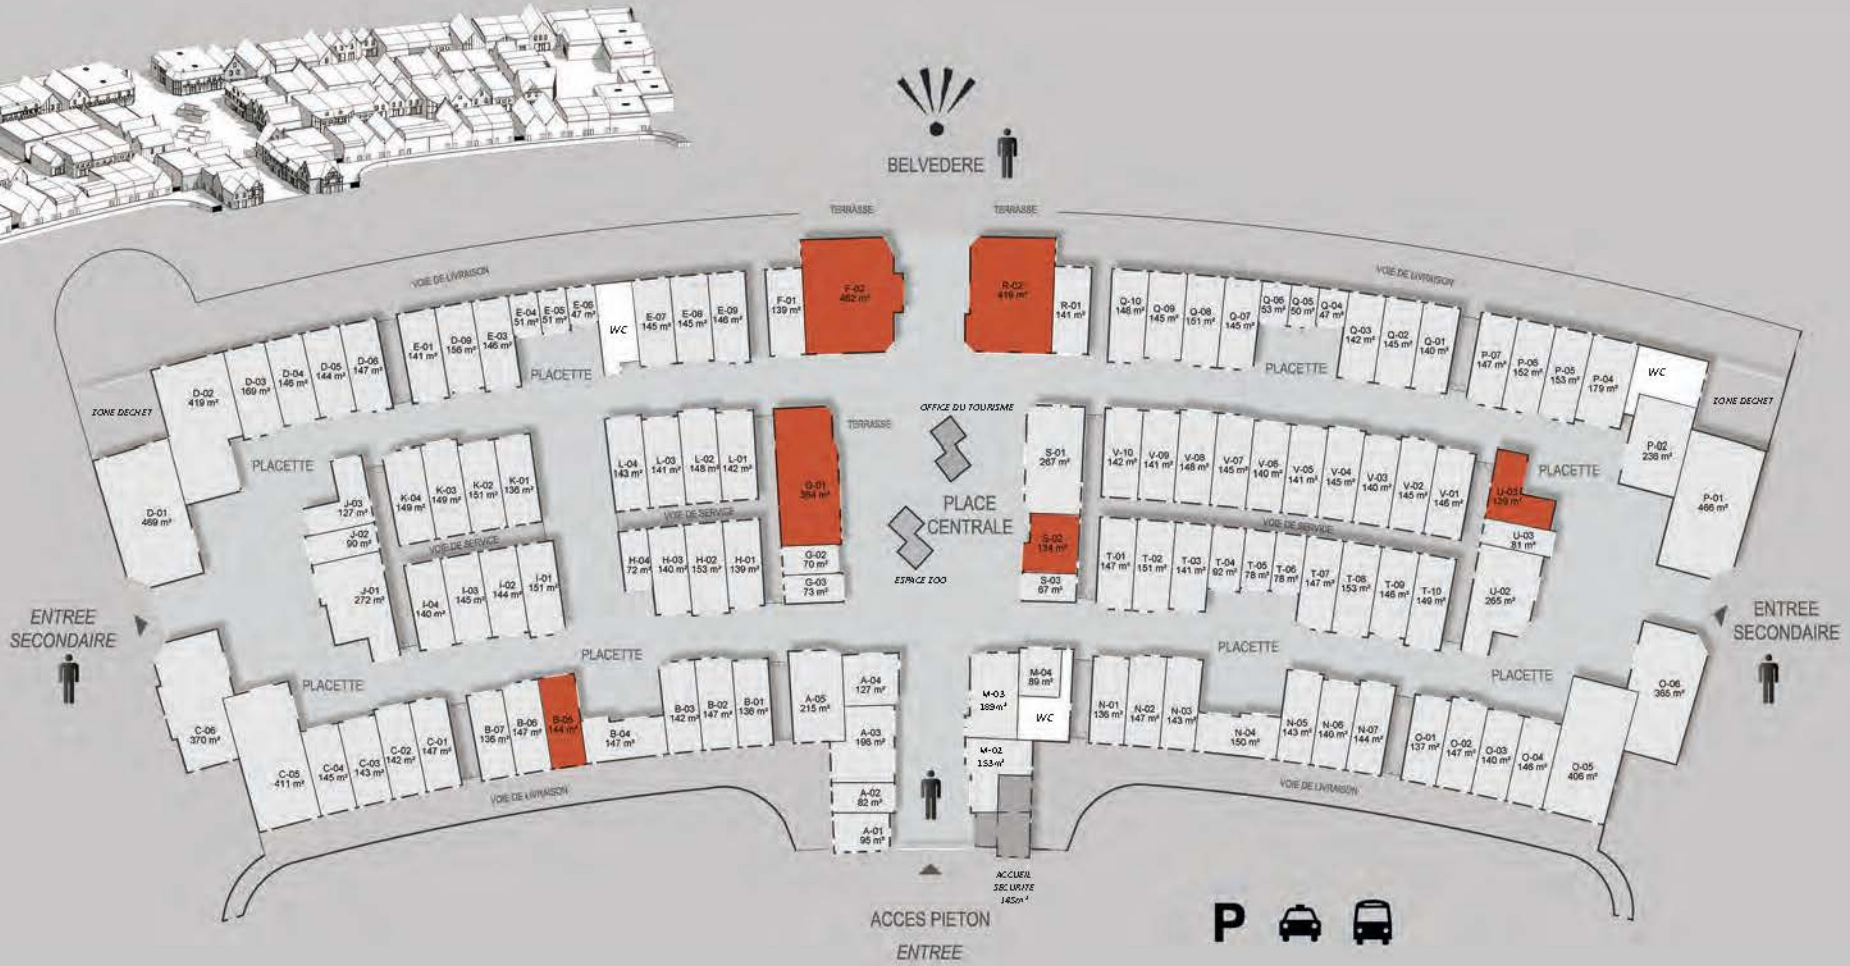 BELVEDERE
TERRASSE
TERRASSE
VOIE DE LIVRAISON
VOIE DE LIVRAISON
D-02
419 m²
D-03
169 m²
D-04
146 m²
D-05
144 m²
D-06
147 m²
E-01
141 m²
D-09
156 m²
E-03
146 m²
E-04
51 m²
E-05
51 m²
E-06
47 m²
WC
E-07
145 m²
E-08
145 m²
E-09
146 m²
F-01
139 m²
F-02
462 m²
R-02
419 m²
R-01
141 m²
Q-10
148 m²
Q-09
145 m²
Q-08
151 m²
Q-07
145 m²
Q-06
53 m²
Q-05
50 m²
Q-04
47 m²
Q-03
142 m²
Q-02
145 m²
Q-01
140 m²
P-07
147 m²
P-06
152 m²
P-05
153 m²
P-04
179 m²
WC
ZONE DECHET
ZONE DECHET
PLACETTE
PLACETTE
D-01
469 m²
PLACETTE
J-03
127 m²
J-02
90 m²
J-01
272 m²
K-04
149 m²
K-03
149 m²
K-02
151 m²
K-01
136 m²
VOIE DE SERVICE
I-04
140 m²
I-03
145 m²
I-02
144 m²
I-01
151 m²
L-04
143 m²
L-03
141 m²
L-02
148 m²
L-01
142 m²
VOIE DE SERVICE
H-04
72 m²
H-03
140 m²
H-02
153 m²
H-01
139 m²
G-01
384 m²
G-02
70 m²
G-03
73 m²
TERRASSE
OFFICE DU TOURISME
PLACE
CENTRALE
ESPACE ZOO
S-01
267 m²
S-02
134 m²
S-03
67 m²
V-10
142 m²
V-09
141 m²
V-08
148 m²
V-07
145 m²
V-06
140 m²
V-05
141 m²
V-04
145 m²
V-03
140 m²
V-02
145 m²
V-01
146 m²
VOIE DE SERVICE
T-01
147 m²
T-02
151 m²
T-03
141 m²
T-04
92 m²
T-05
78 m²
T-06
78 m²
T-07
147 m²
T-08
153 m²
T-09
146 m²
T-10
149 m²
U-03
129 m²
U-03
81 m²
U-02
265 m²
PLACETTE
P-02
236 m²
P-01
466 m²
ENTREE
SECONDAIRE
ENTREE
SECONDAIRE
C-06
370 m²
C-05
411 m²
PLACETTE
C-04
145 m²
C-03
143 m²
C-02
142 m²
C-01
147 m²
B-07
136 m²
B-06
147 m²
B-05
144 m²
B-04
147 m²
PLACETTE
B-03
142 m²
B-02
147 m²
B-01
136 m²
A-05
215 m²
A-04
127 m²
A-03
196 m²
A-02
82 m²
A-01
95 m²
M-03
189m²
M-04
89 m²
WC
M-02
153m²
N-01
136 m²
N-02
147 m²
N-03
143 m²
N-04
150 m²
PLACETTE
N-05
143 m²
N-06
140 m²
N-07
144 m²
PLACETTE
O-01
137 m²
O-02
147 m²
O-03
140 m²
O-04
146 m²
O-05
406 m²
O-06
365 m²
VOIE DE LIVRAISON
VOIE DE LIVRAISON
ACCUEIL
SECURITE
145m²
ACCES PIETON
ENTREE
P